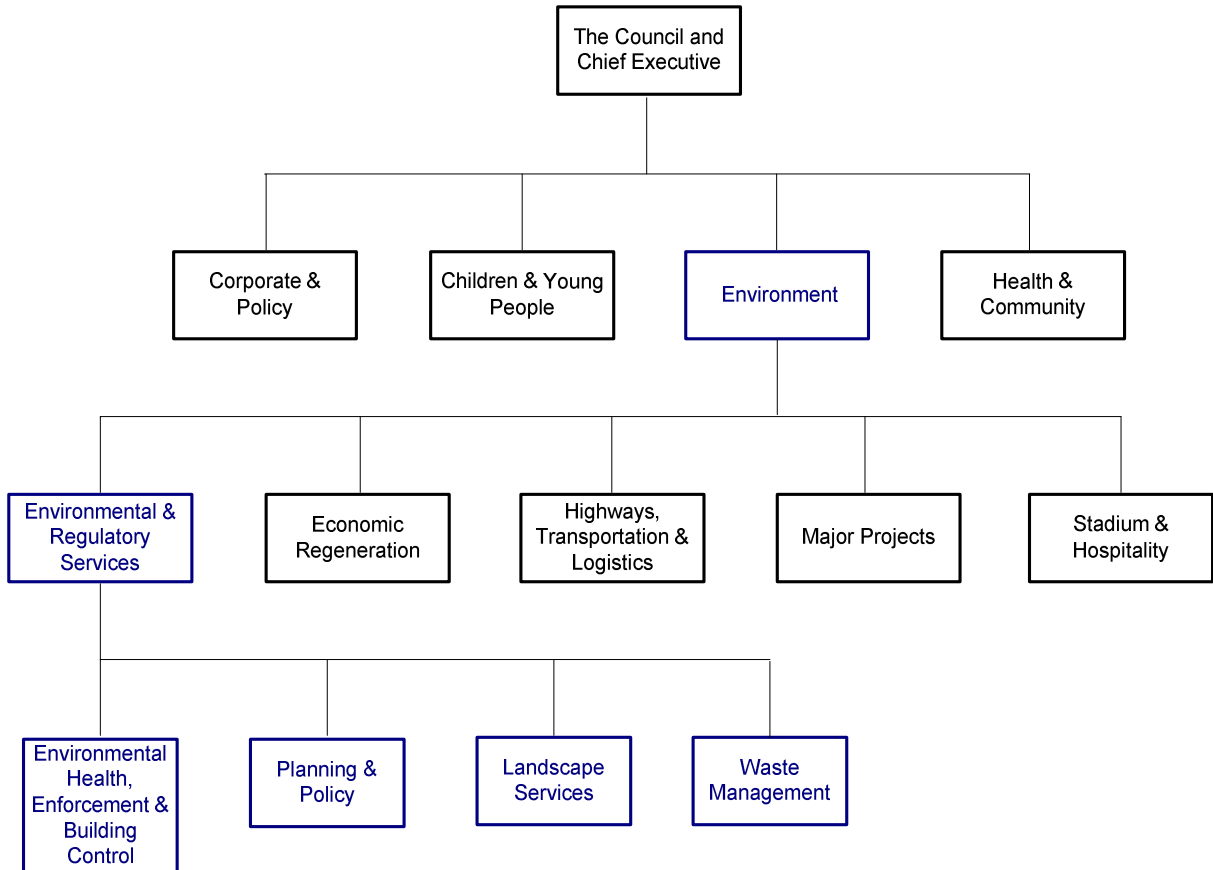 The Council and
Chief Executive
Corporate &
Policy
Children & Young
People
Environment
Health &
Community
Environmental &
Regulatory
Services
Economic
Regeneration
Highways,
Transportation &
Logistics
Major Projects
Stadium &
Hospitality
Environmental
Health,
Enforcement &
Building
Control
Planning &
Policy
Landscape
Services
Waste
Management